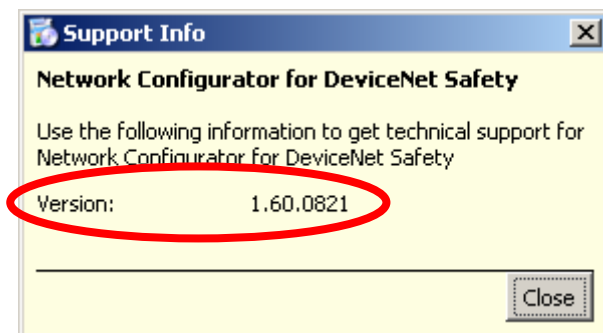 Support Info
Network Configurator for DeviceNet Safety
Use the following information to get technical support for
Network Configurator for DeviceNet Safety
Version: 1.60.0821
Close